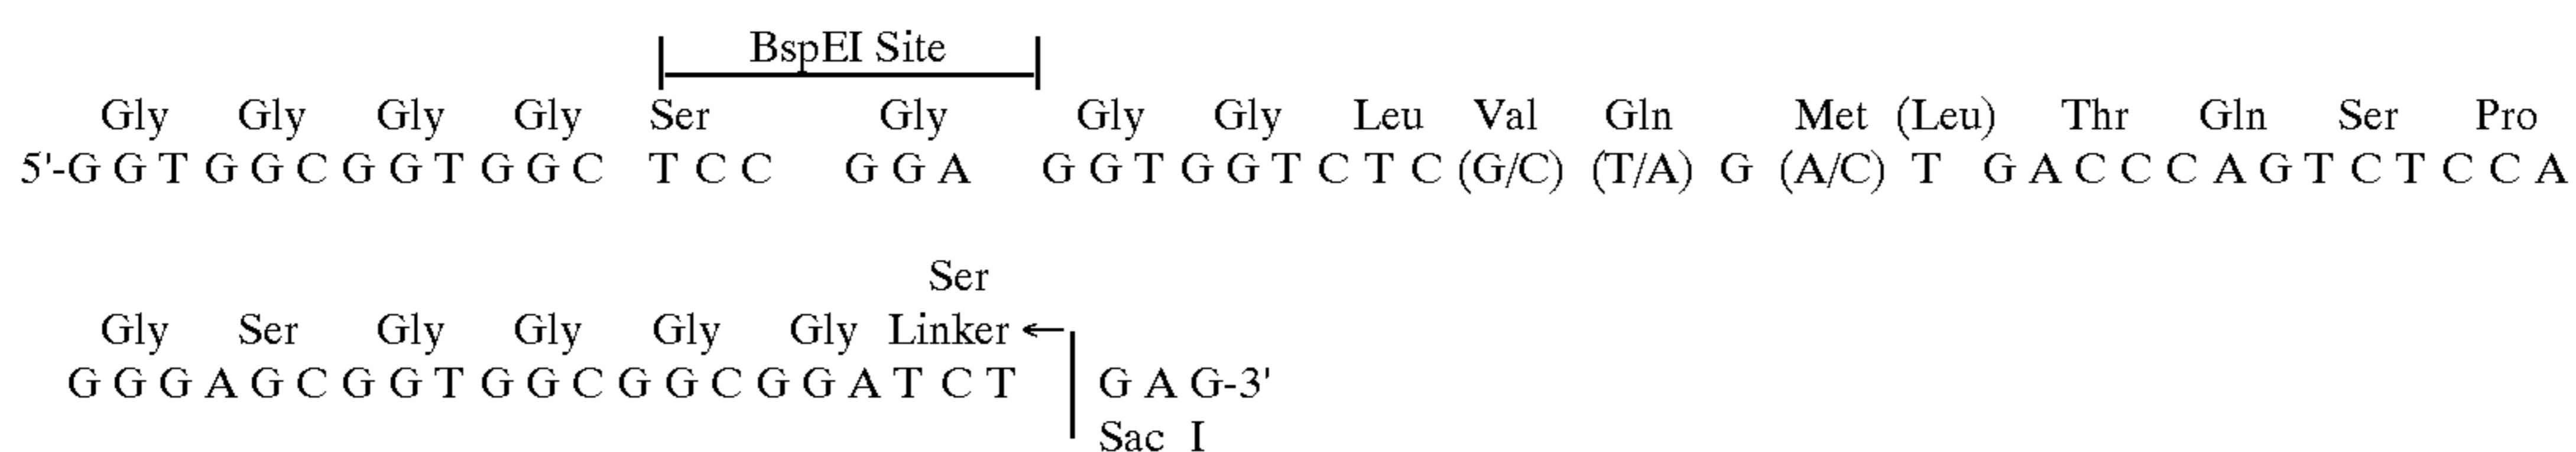 BspEI Site
Gly Gly Gly Gly Ser Gly Gly Gly Leu Val Gln Met (Leu) Thr Gln Ser Pro
5'-G G T G G C G G T G G C T C C G G A G G T G G T C T C (G/C) (T/A) G (A/C) T G A C C C A G T C T C C A
Ser
Gly Ser Gly Gly Gly Gly Linker ←
G G G A G C G G T G G C G G C G G A T C T G A G-3'
Sac I